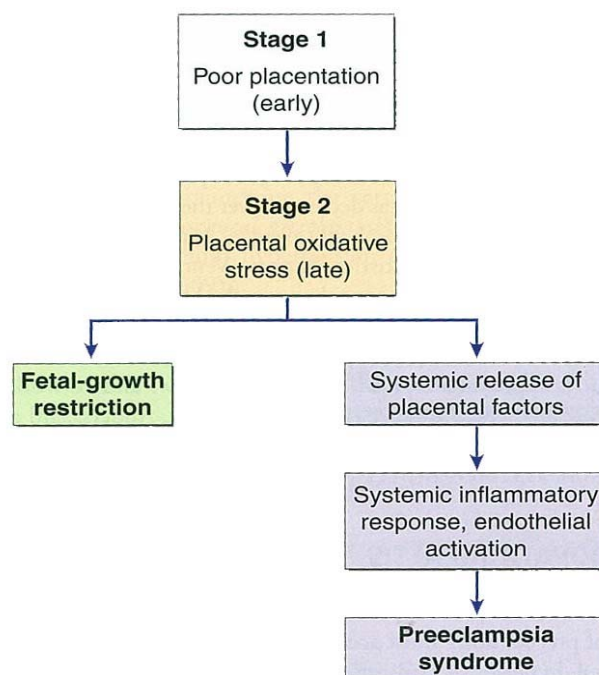 Stage 1
Poor placentation
(early)
Stage 2
Placental oxidative
stress (late)
Fetal-growth
restriction
Systemic release of
placental factors
Systemic inflammatory
response, endothelial
activation
Preeclampsia
syndrome